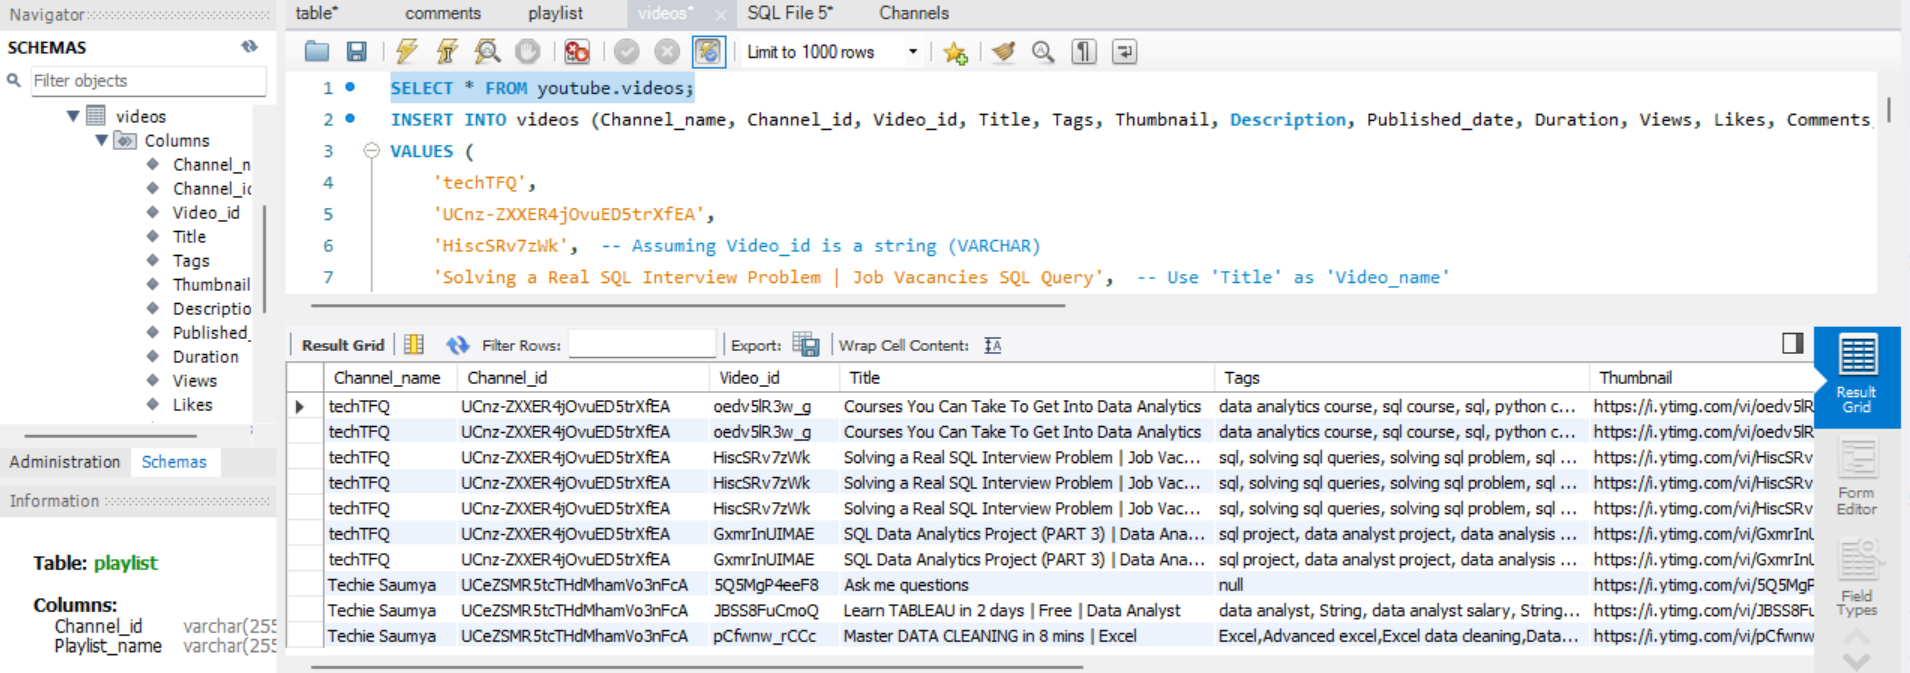 Navigator
table*
comments
playlist
videos*
SQL File 5*
Channels
SCHEMAS
Filter objects
Limit to 1000 rows
videos
Columns
Channel_n
Channel_ic
Video_id
Title
Tags
Thumbnail
Descriptio
Published_
Duration
Views
Likes
1 SELECT * FROM youtube.videos;
2 INSERT INTO videos (Channel_name, Channel_id, Video_id, Title, Tags, Thumbnail, Description, Published_date, Duration, Views, Likes, Comments_
3 VALUES (
4 'techTFQ',
5 'UCnz-ZXXER4jOvuED5trXfEA',
6 'HiscSRv7zWk', -- Assuming Video_id is a string (VARCHAR)
7 'Solving a Real SQL Interview Problem | Job Vacancies SQL Query', -- Use 'Title' as 'Video_name'
Administration Schemas
Information
Table: playlist
Columns:
Channel_id varchar(255
Playlist_name varchar(255
Result Grid Filter Rows: Export: Wrap Cell Content:
Channel_name Channel_id Video_id Title Tags Thumbnail
techTFQ UCnz-ZXXER4jOvuED5trXfEA oedv5lR3w_g Courses You Can Take To Get Into Data Analytics data analytics course, sql course, sql, python c... https://i.ytimg.com/vi/oedv5lR
techTFQ UCnz-ZXXER4jOvuED5trXfEA oedv5lR3w_g Courses You Can Take To Get Into Data Analytics data analytics course, sql course, sql, python c... https://i.ytimg.com/vi/oedv5lR
techTFQ UCnz-ZXXER4jOvuED5trXfEA HiscSRv7zWk Solving a Real SQL Interview Problem | Job Vac... sql, solving sql queries, solving sql problem, sql ... https://i.ytimg.com/vi/HiscSRv
techTFQ UCnz-ZXXER4jOvuED5trXfEA HiscSRv7zWk Solving a Real SQL Interview Problem | Job Vac... sql, solving sql queries, solving sql problem, sql ... https://i.ytimg.com/vi/HiscSRv
techTFQ UCnz-ZXXER4jOvuED5trXfEA HiscSRv7zWk Solving a Real SQL Interview Problem | Job Vac... sql, solving sql queries, solving sql problem, sql ... https://i.ytimg.com/vi/HiscSRv
techTFQ UCnz-ZXXER4jOvuED5trXfEA GxmrInUIMAE SQL Data Analytics Project (PART 3) | Data Ana... sql project, data analyst project, data analysis ... https://i.ytimg.com/vi/GxmrInU
techTFQ UCnz-ZXXER4jOvuED5trXfEA GxmrInUIMAE SQL Data Analytics Project (PART 3) | Data Ana... sql project, data analyst project, data analysis ... https://i.ytimg.com/vi/GxmrInU
Techie Saumya UCeZSMR5tcTHdMhamVo3nFcA 5Q5MgP4eeF8 Ask me questions null https://i.ytimg.com/vi/5Q5MgP
Techie Saumya UCeZSMR5tcTHdMhamVo3nFcA JBSS8FuCmoQ Learn TABLEAU in 2 days | Free | Data Analyst data analyst, String, data analyst salary, String... https://i.ytimg.com/vi/JBSS8Fu
Techie Saumya UCeZSMR5tcTHdMhamVo3nFcA pCfwnw_rCCc Master DATA CLEANING in 8 mins | Excel Excel,Advanced excel,Excel data cleaning,Data... https://i.ytimg.com/vi/pCfwnw
Result
Grid
Form
Editor
Field
Types